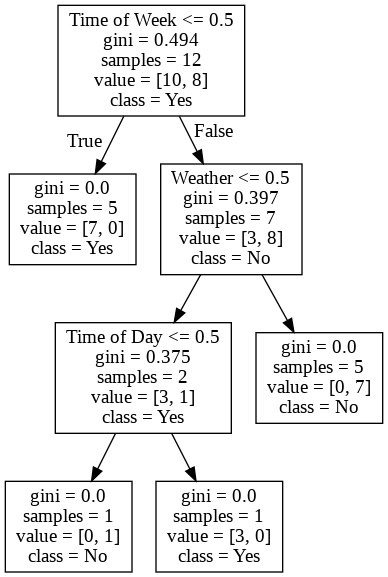 Time of Week <= 0.5
gini = 0.494
samples = 12
value = [10, 8]
class = Yes
True
False
gini = 0.0
samples = 5
value = [7, 0]
class = Yes
Weather <= 0.5
gini = 0.397
samples = 7
value = [3, 8]
class = No
Time of Day <= 0.5
gini = 0.375
samples = 2
value = [3, 1]
class = Yes
gini = 0.0
samples = 5
value = [0, 7]
class = No
gini = 0.0
samples = 1
value = [0, 1]
class = No
gini = 0.0
samples = 1
value = [3, 0]
class = Yes